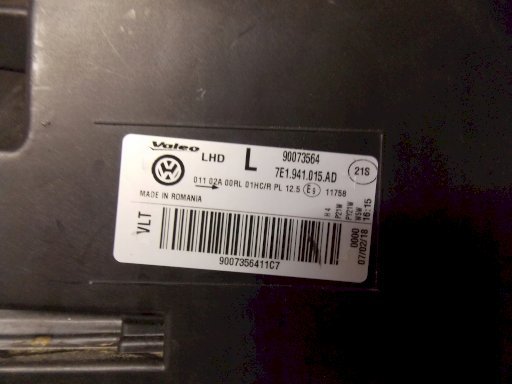 Valeo
LHD L 90073564
7E1.941.015.AD 21S
011 02A 00RL 01HC/R PL 12.5 E9 11758
MADE IN ROMANIA
VLT
9007356411C7
H4
P21W
PY21W
W5W 16:15
0000
07/02/18